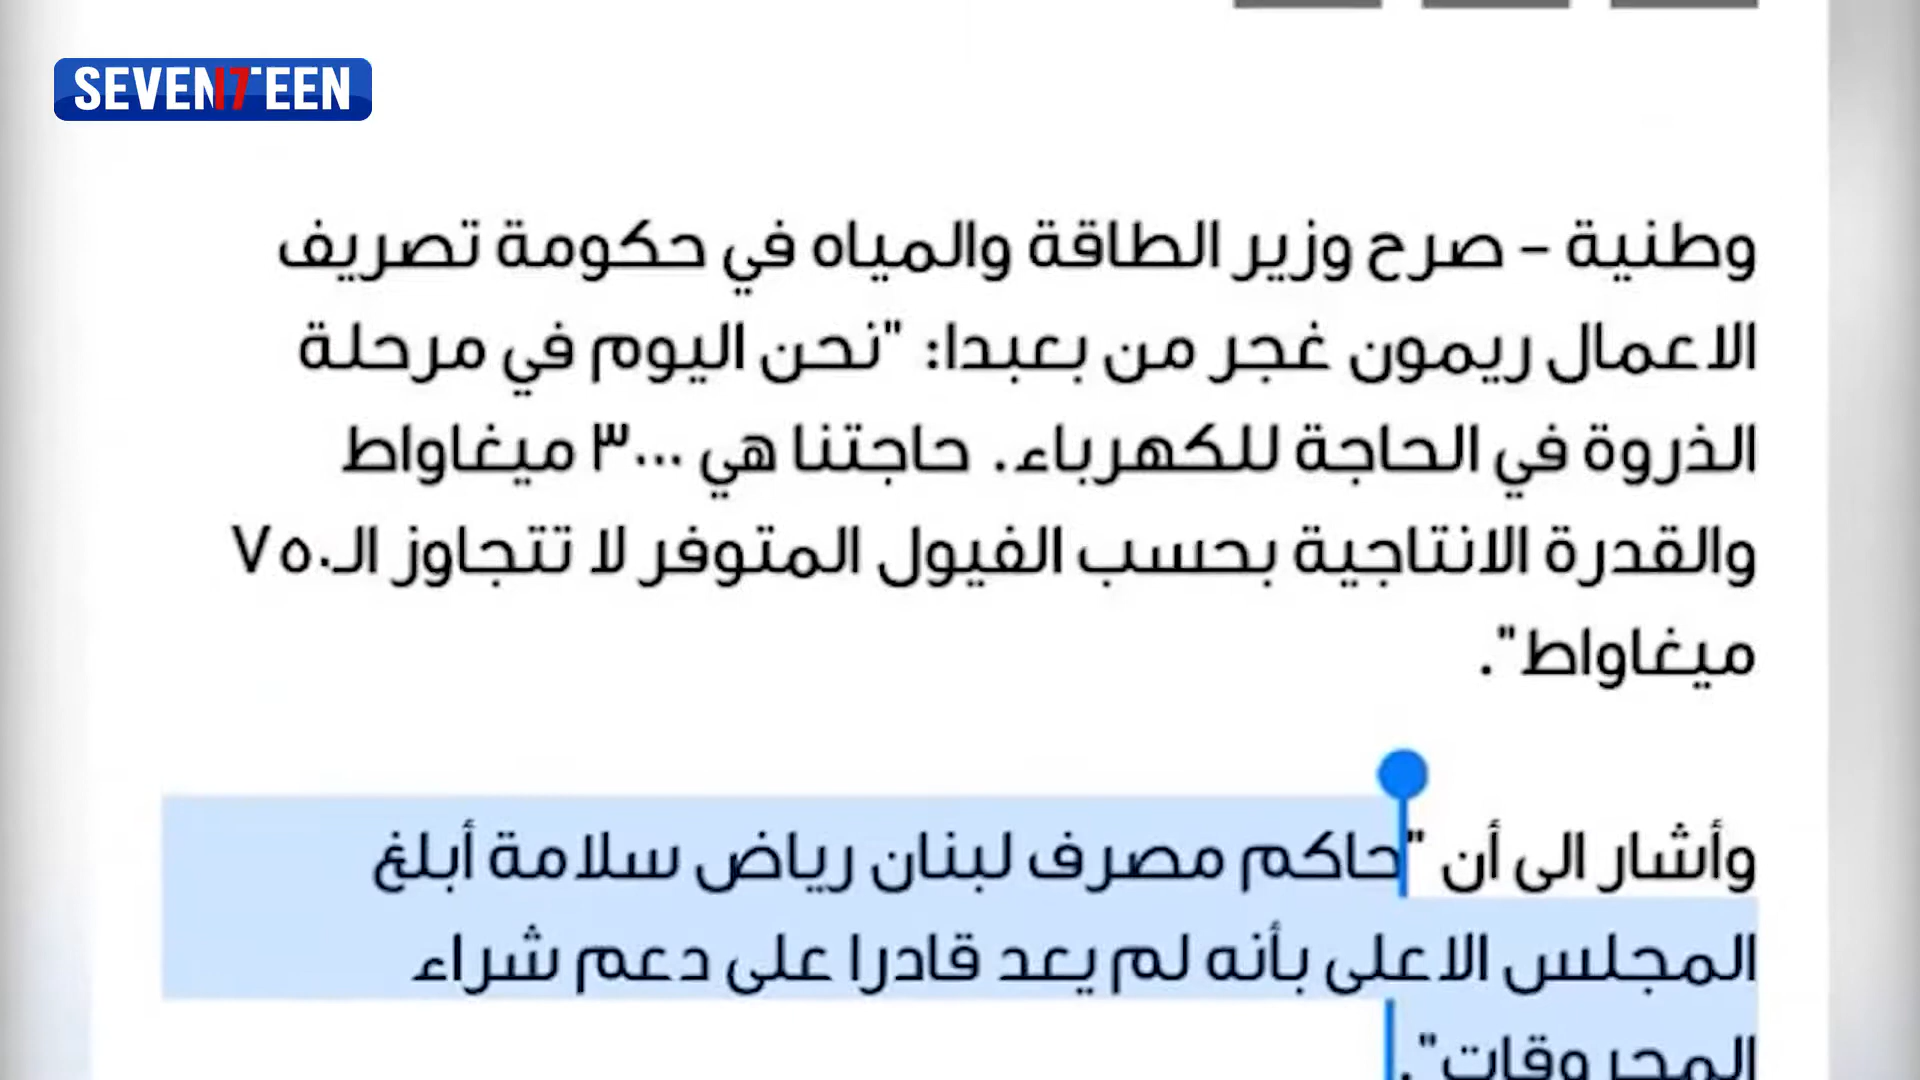 SEVEN17EEN
وطنية – صرح وزير الطاقة والمياه في حكومة تصريف
الاعمال ريمون غجر من بعبدا: "نحن اليوم في مرحلة
الذروة في الحاجة للكهرباء. حاجتنا هي ٣٠٠٠ ميغاواط
والقدرة الانتاجية بحسب الفيول المتوفر لا تتجاوز الـ٧٥٠
ميغاواط".
وأشار الى أن "حاكم مصرف لبنان رياض سلامة أبلغ
المجلس الاعلى بأنه لم يعد قادرا على دعم شراء
المحروقات".